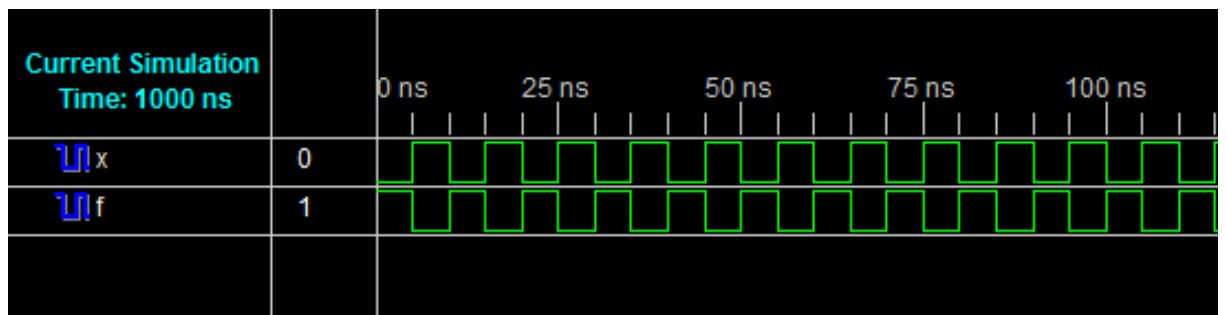 Current Simulation
Time: 1000 ns
0 ns 25 ns 50 ns 75 ns 100 ns
x 0
f 1